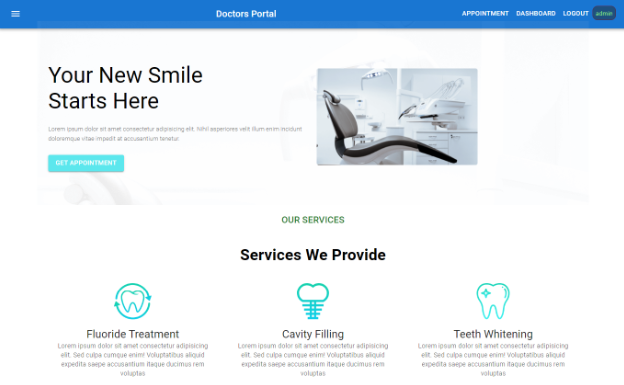 Doctors Portal
APPOINTMENT DASHBOARD LOGOUT admin
Your New Smile
Starts Here
Lorem ipsum dolor sit amet consectetur adipisicing elit. Nihil asperiores velit illum enim incidunt
doloremque vitae impedit at accusantium tenetur
GET APPOINTMENT
OUR SERVICES
Services We Provide
Fluoride Treatment
Lorem ipsum dolor sit amet consectetur adipisicing
elit. Sed culpa cumque enim! Voluptatibus aliquid
expedita saepe accusantium itaque ducimus rem
voluptas
Cavity Filling
Lorem ipsum dolor sit amet consectetur adipisicing
elit. Sed culpa cumque enim! Voluptatibus aliquid
expedita saepe accusantium itaque ducimus rem
voluptas
Teeth Whitening
Lorem ipsum dolor sit amet consectetur adipisicing
elit. Sed culpa cumque enim! Voluptatibus aliquid
expedita saepe accusantium itaque ducimus rem
voluptas